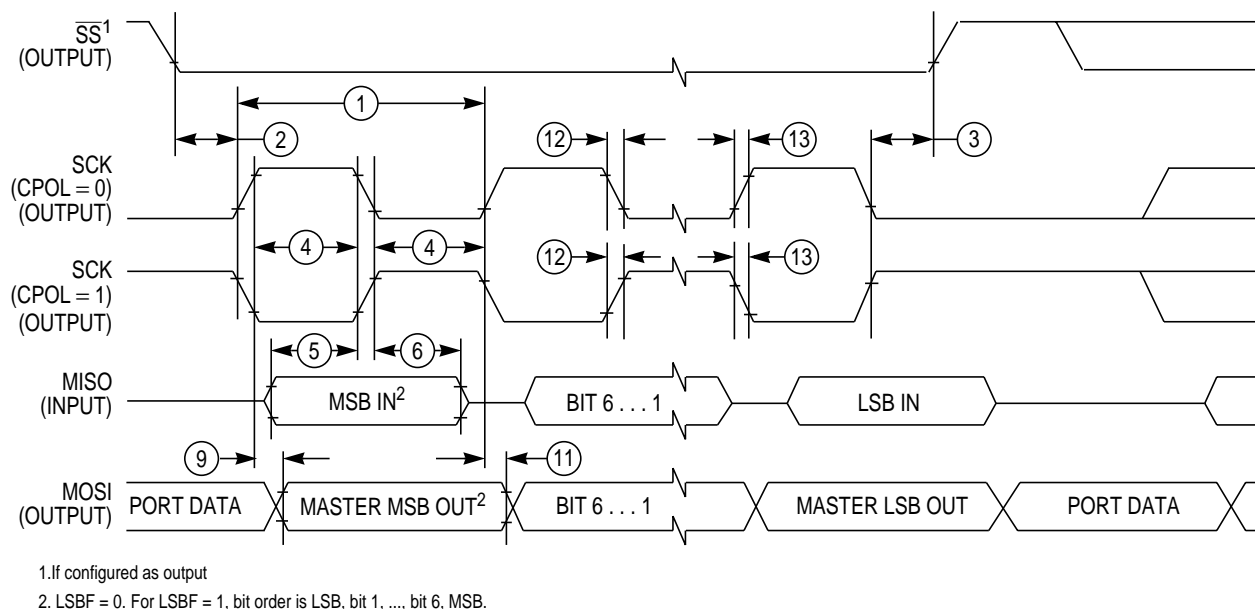 SS¹
(OUTPUT)
1
2
12
13
3
SCK
(CPOL = 0)
(OUTPUT)
4
4
SCK
(CPOL = 1)
(OUTPUT)
12
13
5
6
MISO
(INPUT)
MSB IN²
BIT 6 . . . 1
LSB IN
9
11
MOSI
(OUTPUT)
PORT DATA
MASTER MSB OUT²
BIT 6 . . . 1
MASTER LSB OUT
PORT DATA
1.If configured as output
2. LSBF = 0. For LSBF = 1, bit order is LSB, bit 1, ..., bit 6, MSB.